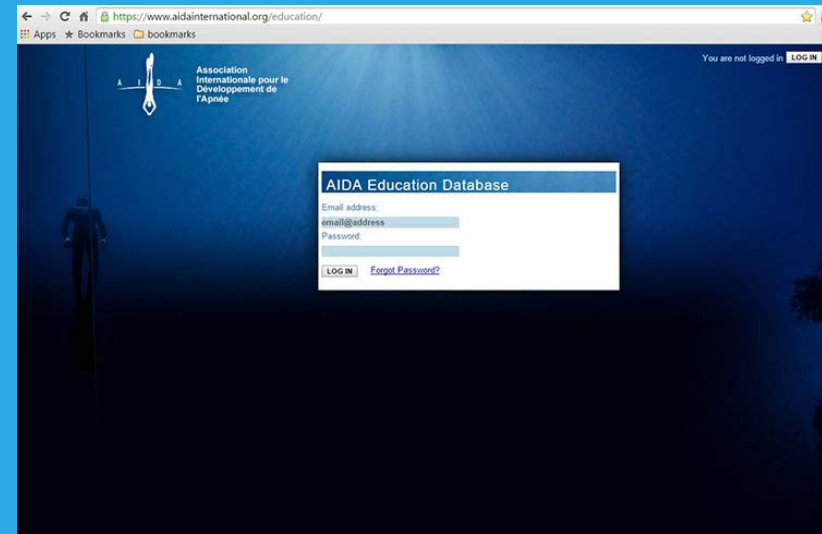 https://www.aidainternational.org/education/
Apps Bookmarks bookmarks
You are not logged in LOG IN
A I D A
Association
Internationale pour le
Développement de
l'Apnée
AIDA Education Database
Email address:
email@address
Password:
LOG IN Forgot Password?